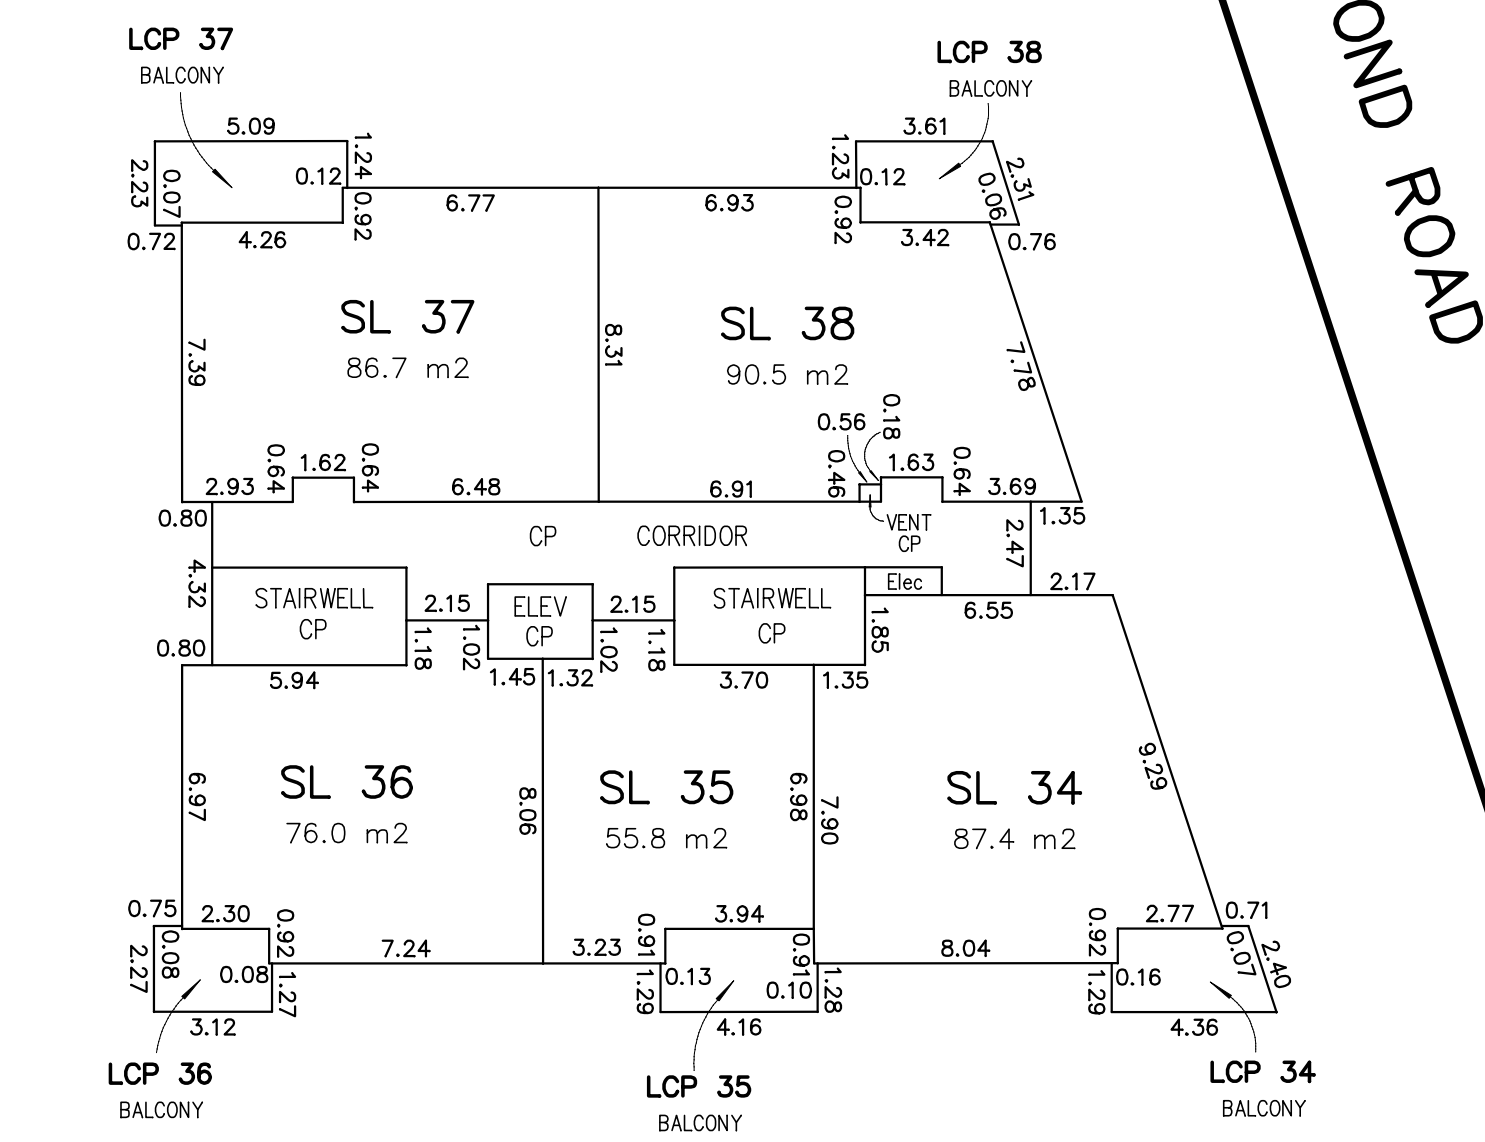 LCP 37
BALCONY
LCP 38
BALCONY
OND ROAD
5.09
1.24
2.23
0.07
0.12
0.92
6.77
0.72
4.26
3.61
1.23
0.12
2.31
0.06
6.93
0.92
3.42
0.76
SL 37
86.7 m2
7.39
8.31
SL 38
90.5 m2
7.78
0.56
0.18
2.93
0.64
1.62
0.64
6.48
6.91
0.46
1.63
0.64
3.69
0.80
CP
CORRIDOR
VENT
CP
2.47
1.35
4.32
STAIRWELL
CP
2.15
ELEV
CP
2.15
STAIRWELL
CP
Elec
6.55
2.17
0.80
5.94
1.18
1.02
1.45
1.32
1.02
1.18
3.70
1.85
1.35
SL 36
76.0 m2
6.97
8.06
SL 35
55.8 m2
6.98
7.90
SL 34
87.4 m2
9.29
0.75
2.30
0.92
2.27
0.08
0.08
1.27
7.24
3.12
3.23
0.91
3.94
0.91
1.29
0.13
0.10
1.28
4.16
8.04
0.92
2.77
0.71
1.29
0.16
0.07
2.40
4.36
LCP 36
BALCONY
LCP 35
BALCONY
LCP 34
BALCONY